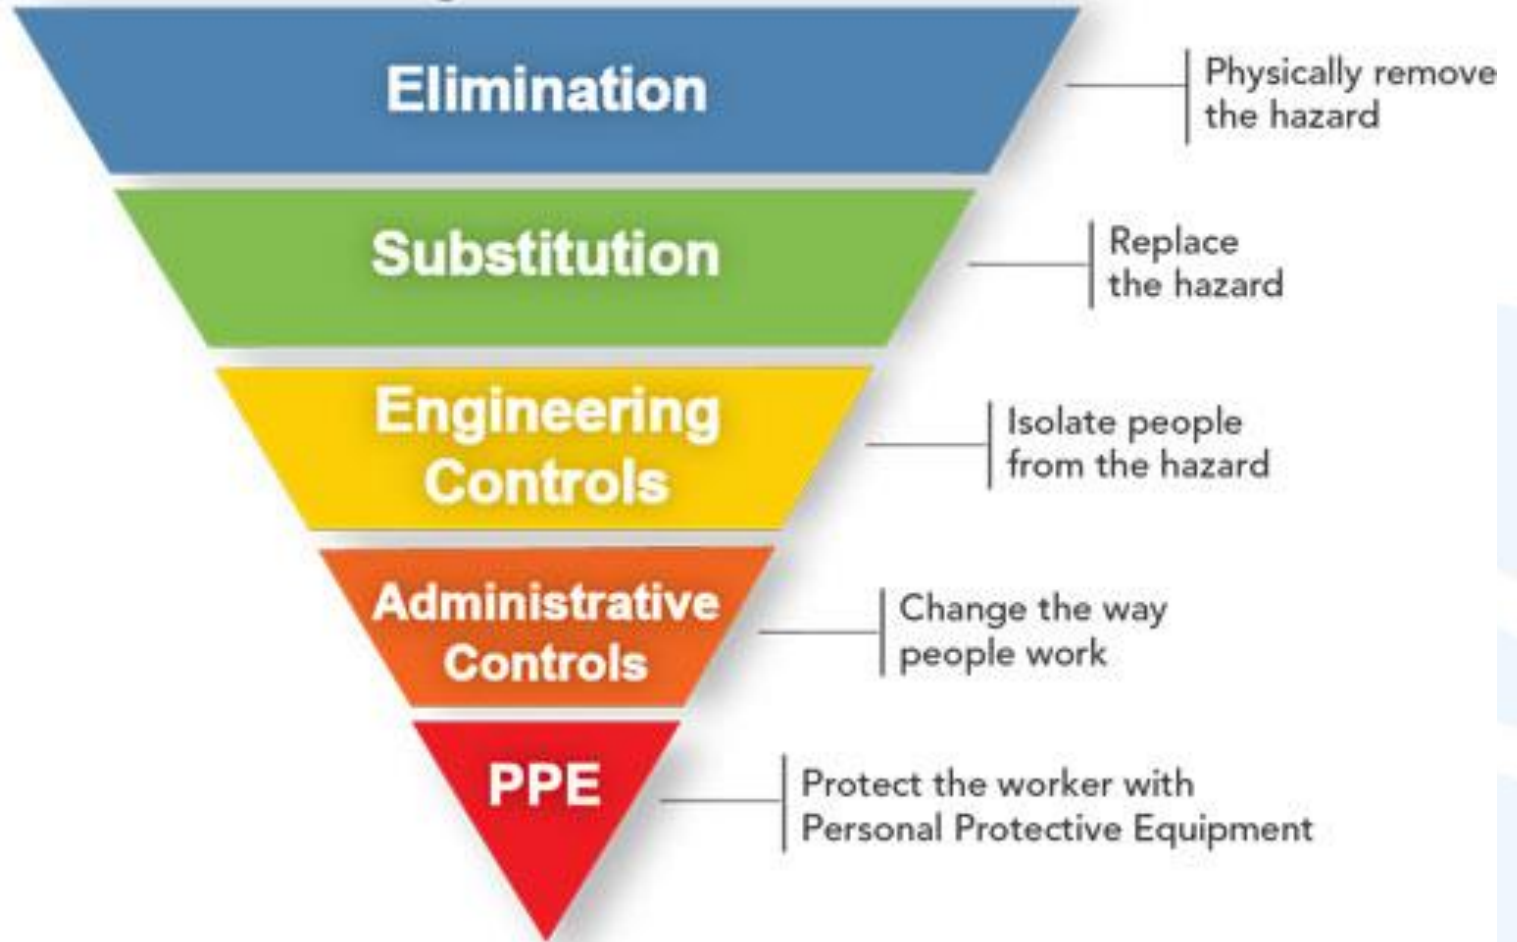 Elimination
Physically remove
the hazard
Substitution
Replace
the hazard
Engineering
Controls
Isolate people
from the hazard
Administrative
Controls
Change the way
people work
PPE
Protect the worker with
Personal Protective Equipment